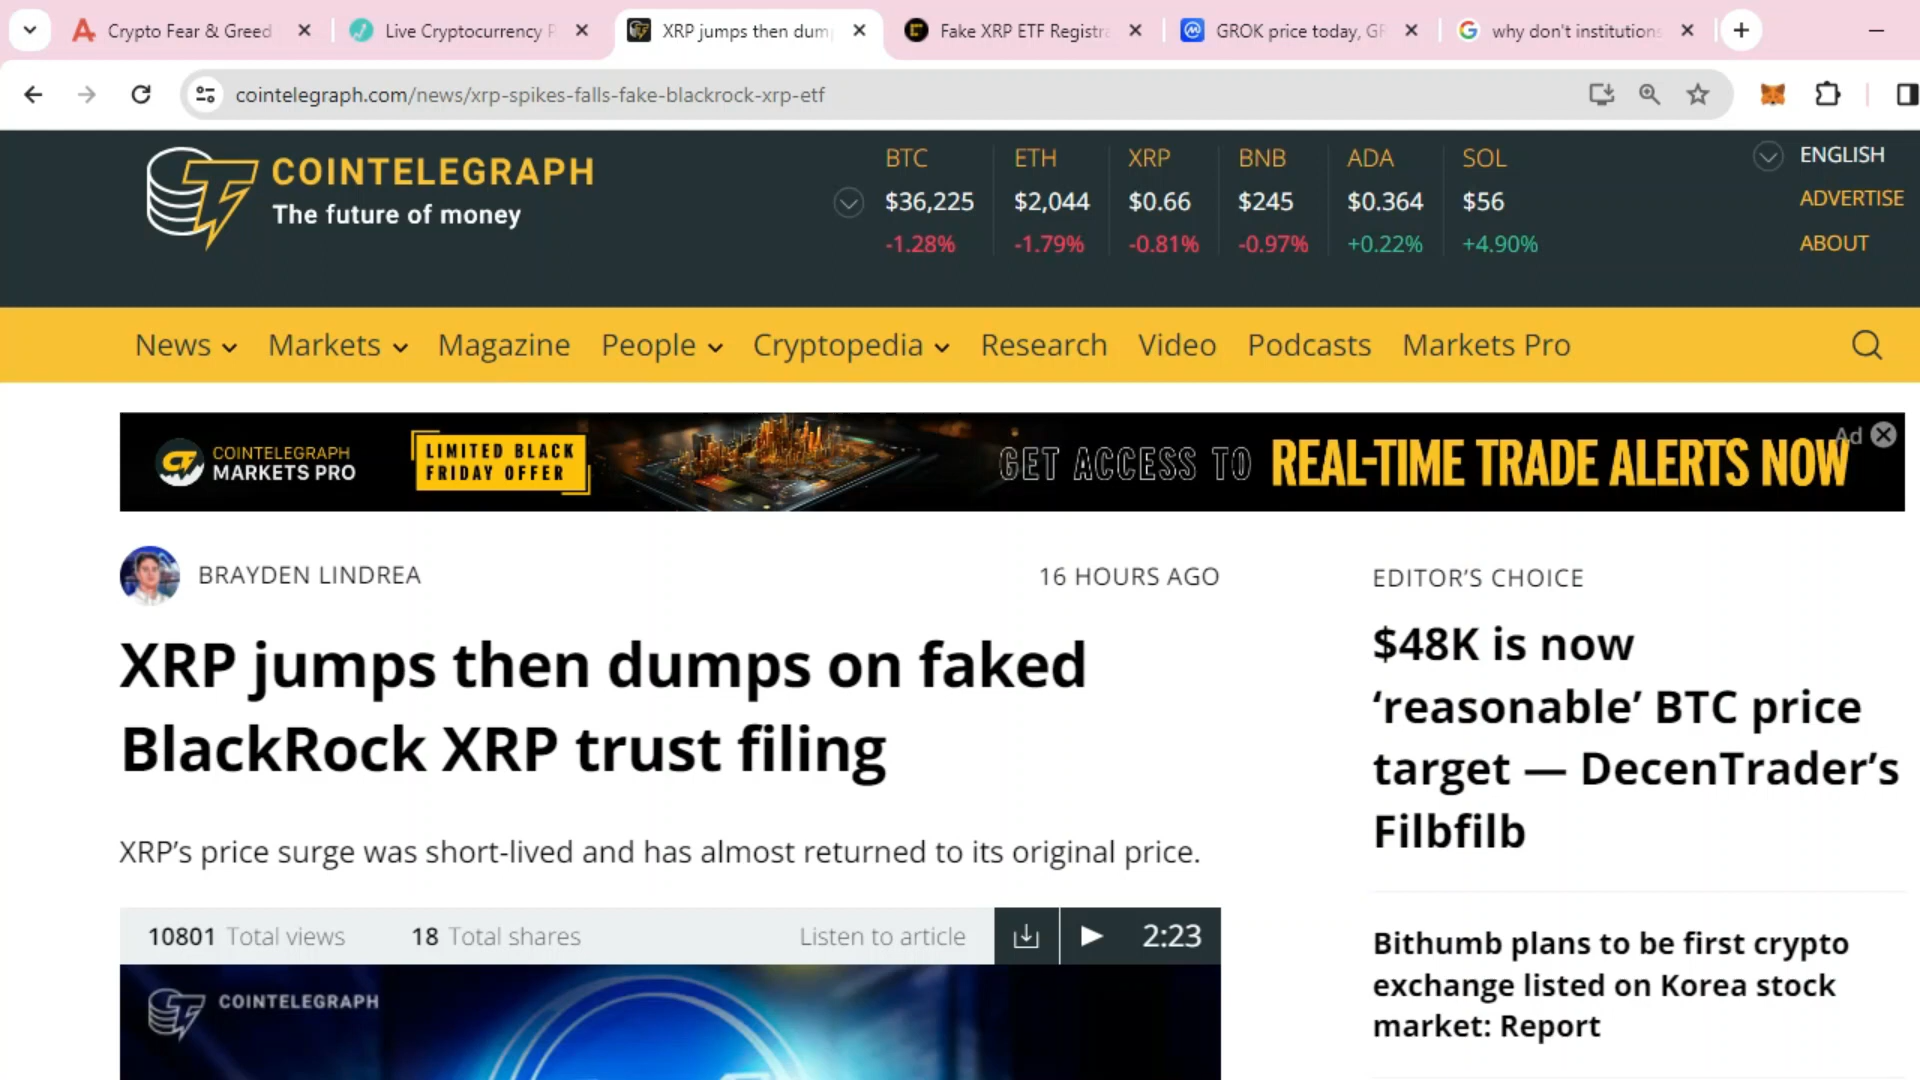 Crypto Fear & Greed
Live Cryptocurrency P
XRP jumps then dum
Fake XRP ETF Registra
GROK price today, GR
why don't institutions
cointelegraph.com/news/xrp-spikes-falls-fake-blackrock-xrp-etf
COINTELEGRAPH
The future of money
BTC ETH XRP BNB ADA SOL
$36,225 $2,044 $0.66 $245 $0.364 $56
-1.28% -1.79% -0.81% -0.97% +0.22% +4.90%
ENGLISH
ADVERTISE
ABOUT
News Markets Magazine People Cryptopedia Research Video Podcasts Markets Pro
COINTELEGRAPH
MARKETS PRO
LIMITED BLACK
FRIDAY OFFER
GET ACCESS TO REAL-TIME TRADE ALERTS NOW
Ad
BRAYDEN LINDREA
16 HOURS AGO
XRP jumps then dumps on faked
BlackRock XRP trust filing
XRP’s price surge was short-lived and has almost returned to its original price.
10801 Total views 18 Total shares Listen to article 2:23
COINTELEGRAPH
EDITOR’S CHOICE
$48K is now
‘reasonable’ BTC price
target — DecenTrader’s
Filbfilb
Bithumb plans to be first crypto
exchange listed on Korea stock
market: Report